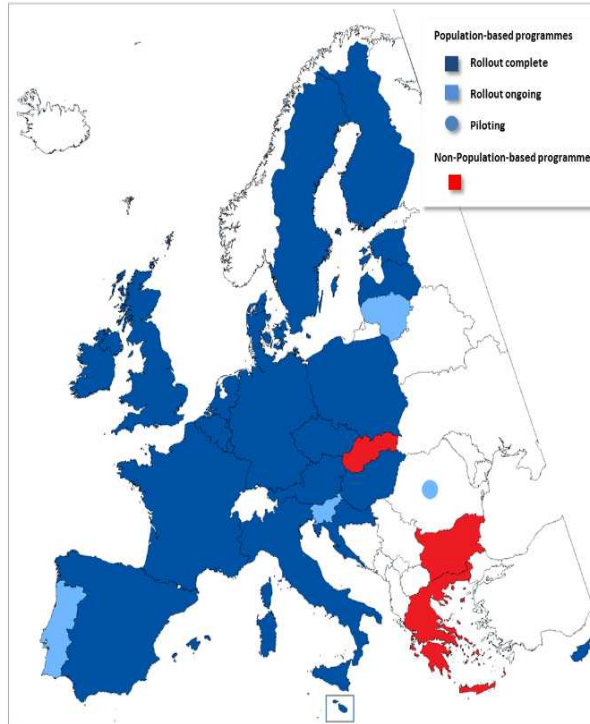 Population-based programmes
Rollout complete
Rollout ongoing
Piloting
Non-Population-based programme